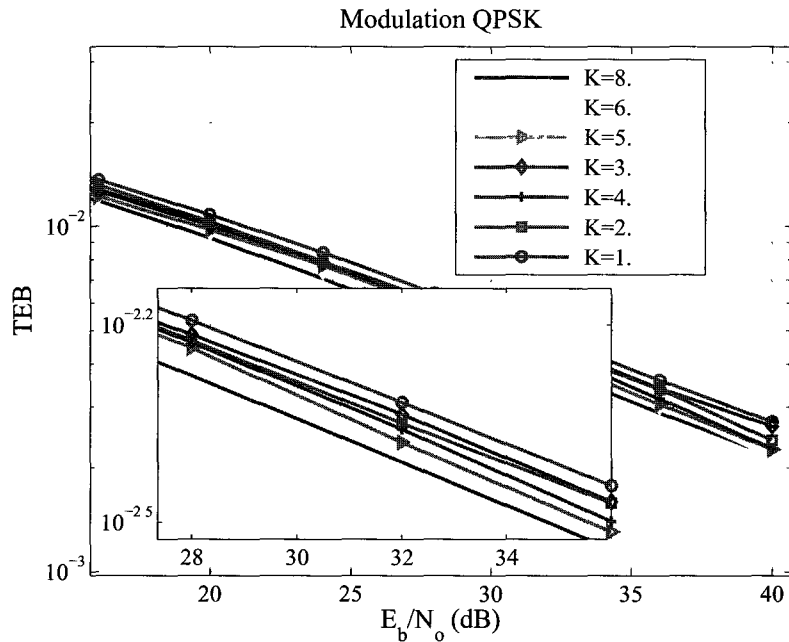 Modulation QPSK
K=8.
K=6.
K=5.
K=3.
K=4.
K=2.
K=1.
10^-2
TEB
10^-2.2
10^-2 5
28 30 32 34
10^-3
20 25 30 35 40
E_b/N_o (dB)